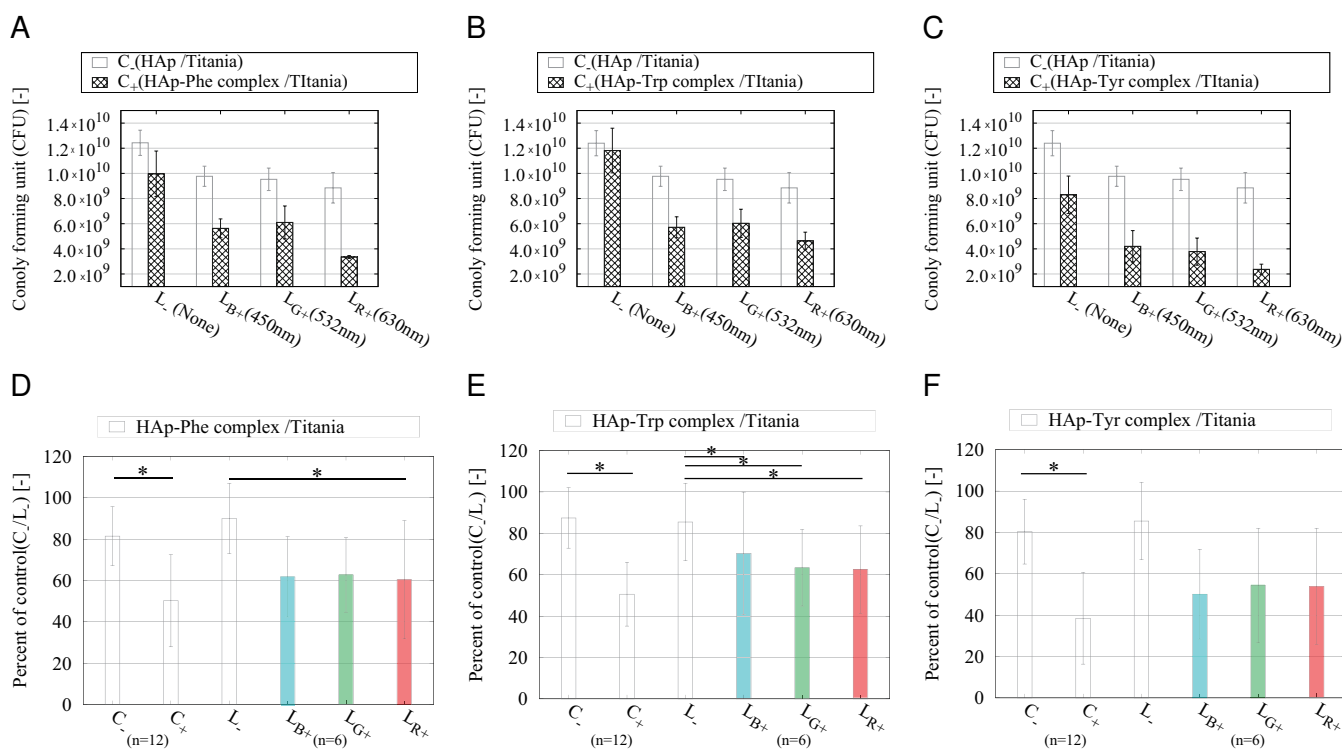 A
C₋(HAp /Titania)
C₊(HAp-Phe complex /TItania)
Conoly forming unit (CFU) [-]
1.4×10¹⁰
1.2×10¹⁰
1.0×10¹⁰
8.0×10⁹
6.0×10⁹
4.0×10⁹
2.0×10⁹
L₋ (None)
L_B+(450nm)
L_G+(532nm)
L_R+(630nm)
B
C₋(HAp /Titania)
C₊(HAp-Trp complex /TItania)
Conoly forming unit (CFU) [-]
1.4×10¹⁰
1.2×10¹⁰
1.0×10¹⁰
8.0×10⁹
6.0×10⁹
4.0×10⁹
2.0×10⁹
L₋ (None)
L_B+(450nm)
L_G+(532nm)
L_R+(630nm)
C
C₋(HAp /Titania)
C₊(HAp-Tyr complex /TItania)
Conoly forming unit (CFU) [-]
1.4×10¹⁰
1.2×10¹⁰
1.0×10¹⁰
8.0×10⁹
6.0×10⁹
4.0×10⁹
2.0×10⁹
L₋ (None)
L_B+(450nm)
L_G+(532nm)
L_R+(630nm)
D
HAp-Phe complex /Titania
Percent of control(C₋/L₋) [-]
120
100
80
60
40
20
0
* *
C₋ C₊ L₋ L_B+ L_G+ L_R+
(n=12) (n=6)
E
HAp-Trp complex /Titania
Percent of control(C₋/L₋) [-]
120
100
80
60
40
20
0
* * * *
C₋ C₊ L₋ L_B+ L_G+ L_R+
(n=12) (n=6)
F
HAp-Tyr complex /Titania
Percent of control(C₋/L₋) [-]
120
100
80
60
40
20
0
*
C₋ C₊ L₋ L_B+ L_G+ L_R+
(n=12) (n=6)